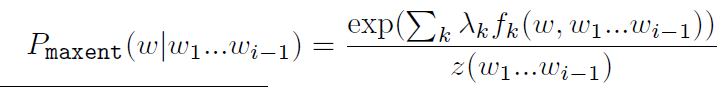 P_maxent(w|w_1...w_{i−1}) = exp(∑_k λ_k f_k(w, w_1...w_{i−1})) / z(w_1...w_{i−1})